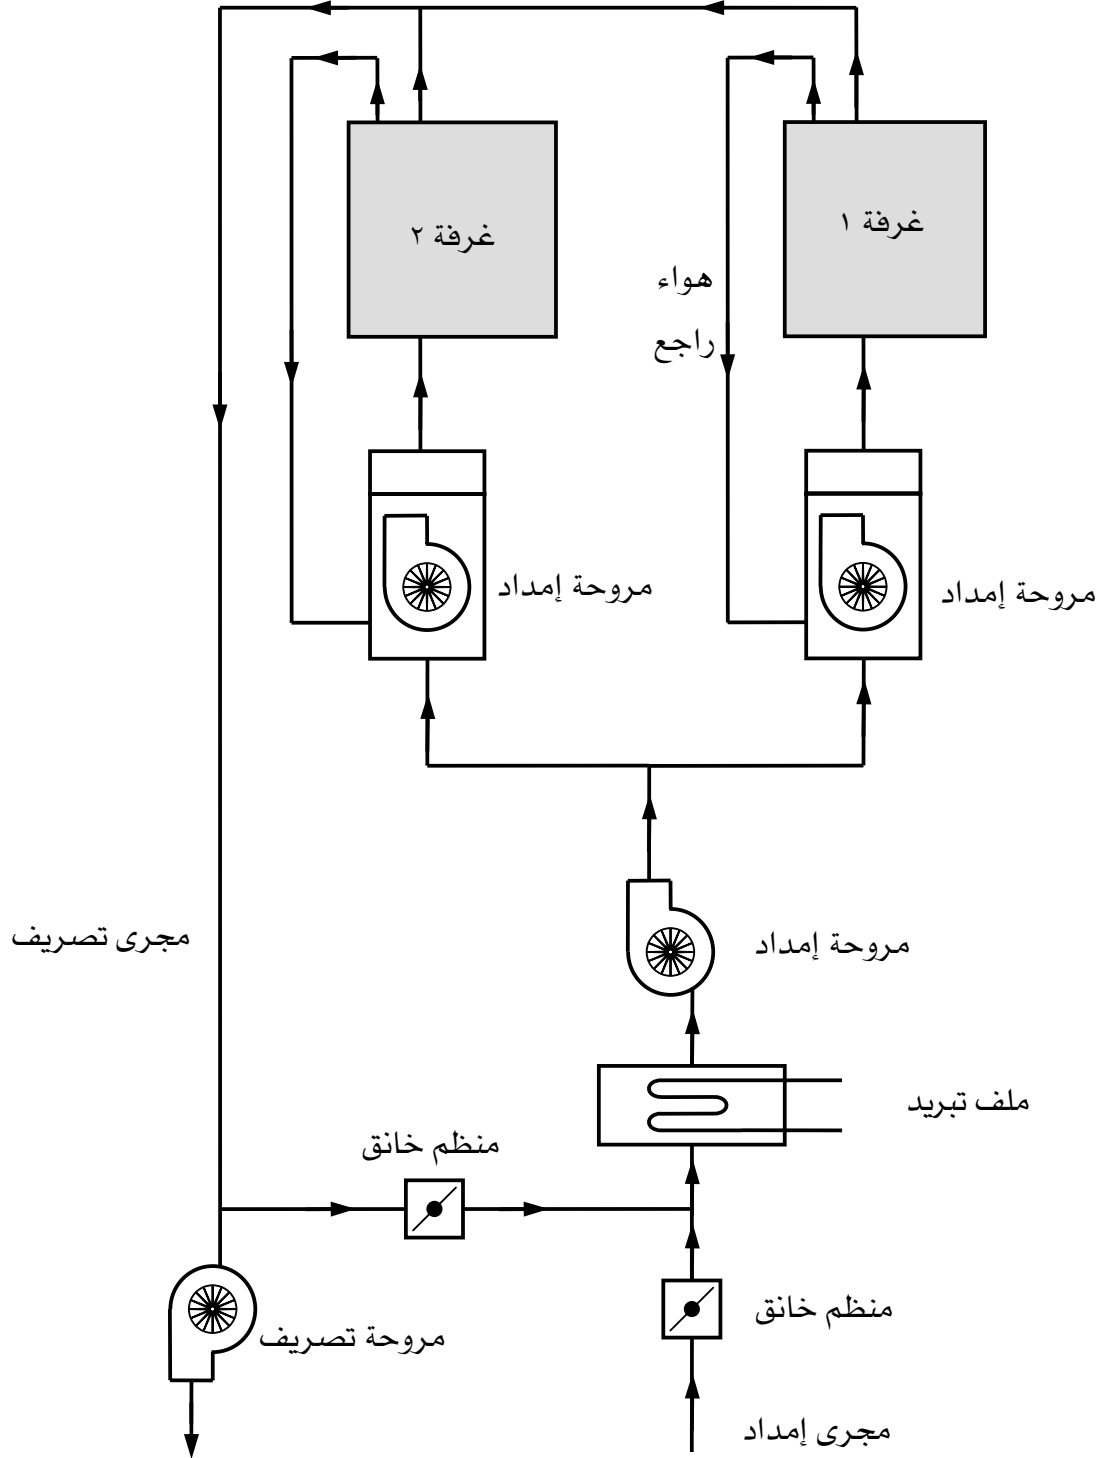 غرفة ١
غرفة ٢
هواء
راجع
مروحة إمداد
مروحة إمداد
مجرى تصريف
مروحة إمداد
ملف تبريد
منظم خانق
منظم خانق
مروحة تصريف
مجرى إمداد